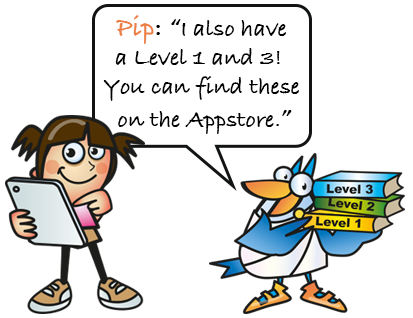 Pip: “I also have
a Level 1 and 3!
You can find these
on the Appstore.”
Level 3
Level 2
Level 1